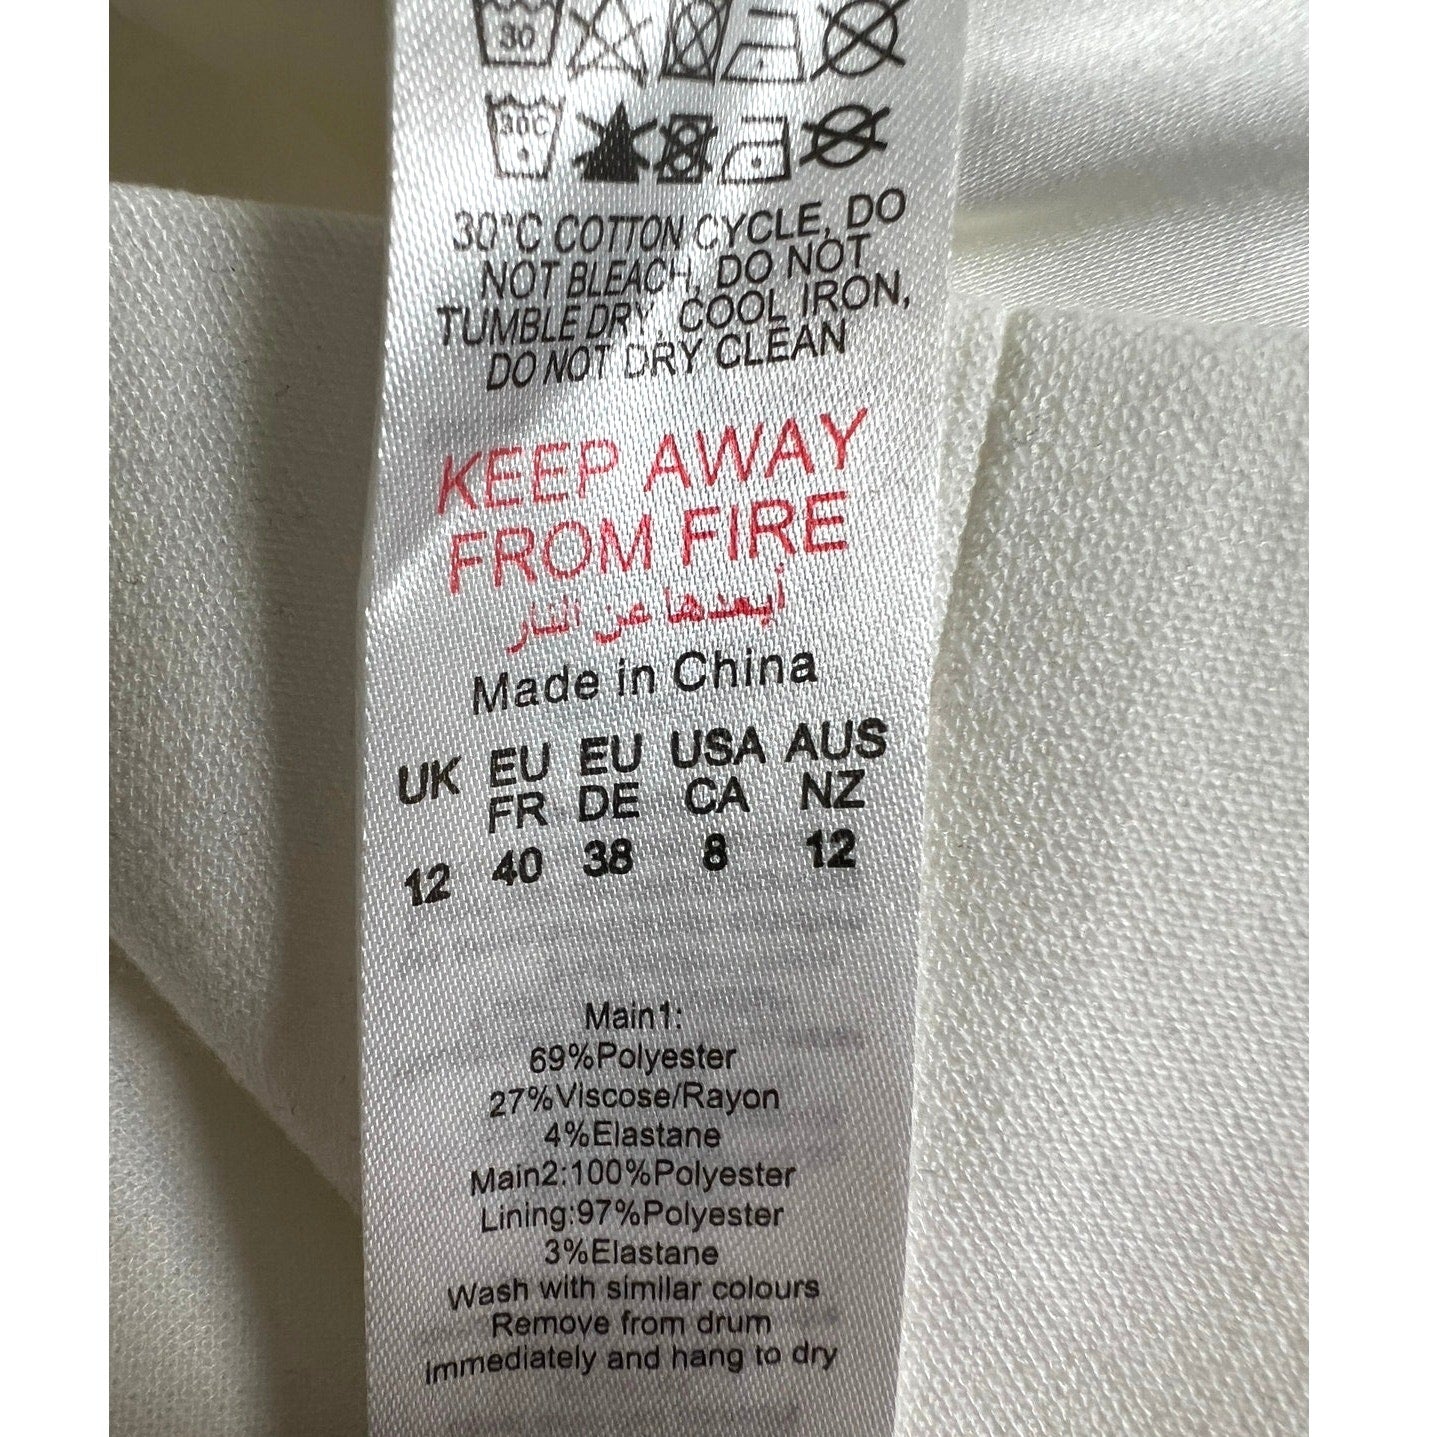 30
30C
30°C COTTON CYCLE, DO
NOT BLEACH, DO NOT
TUMBLE DRY, COOL IRON,
DO NOT DRY CLEAN
KEEP AWAY
FROM FIRE
أبعدها عن النار
Made in China
UK EU EU USA AUS
FR DE CA NZ
12 40 38 8 12
Main1:
69%Polyester
27%Viscose/Rayon
4%Elastane
Main2:100%Polyester
Lining:97%Polyester
3%Elastane
Wash with similar colours
Remove from drum
immediately and hang to dry